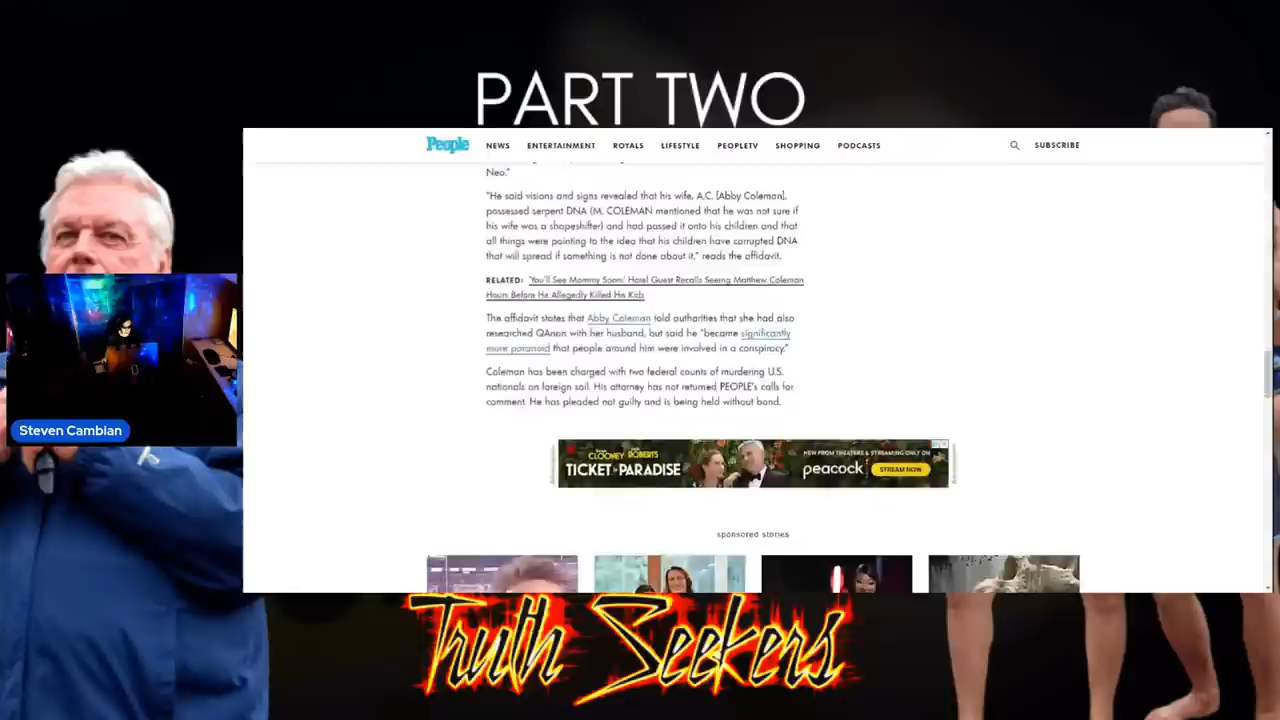 PART TWO
People NEWS ENTERTAINMENT ROYALS LIFESTYLE PEOPLETV SHOPPING PODCASTS SUBSCRIBE
Neo."
"He said visions and signs revealed that his wife, A.C. [Abby Coleman],
possessed serpent DNA (M. COLEMAN mentioned that he was not sure if
his wife was a shapeshifter) and had passed it onto his children and that
all things were pointing to the idea that his children have corrupted DNA
that will spread if something is not done about it," reads the affidavit.
RELATED: 'You'll See Mommy Soon:' Hotel Guest Recalls Seeing Matthew Coleman
Hours Before He Allegedly Killed His Kids
The affidavit states that Abby Coleman told authorities that she had also
researched QAnon with her husband, but said he "became significantly
more paranoid that people around him were involved in a conspiracy."
Coleman has been charged with two federal counts of murdering U.S.
nationals on foreign soil. His attorney has not returned PEOPLE's calls for
comment. He has pleaded not guilty and is being held without bond.
Steven Cambian
CLOONEY ROBERTS
TICKET TO PARADISE
NEW FROM THEATERS & STREAMING ONLY ON
peacock STREAM NOW
sponsored stories
Truth Seekers